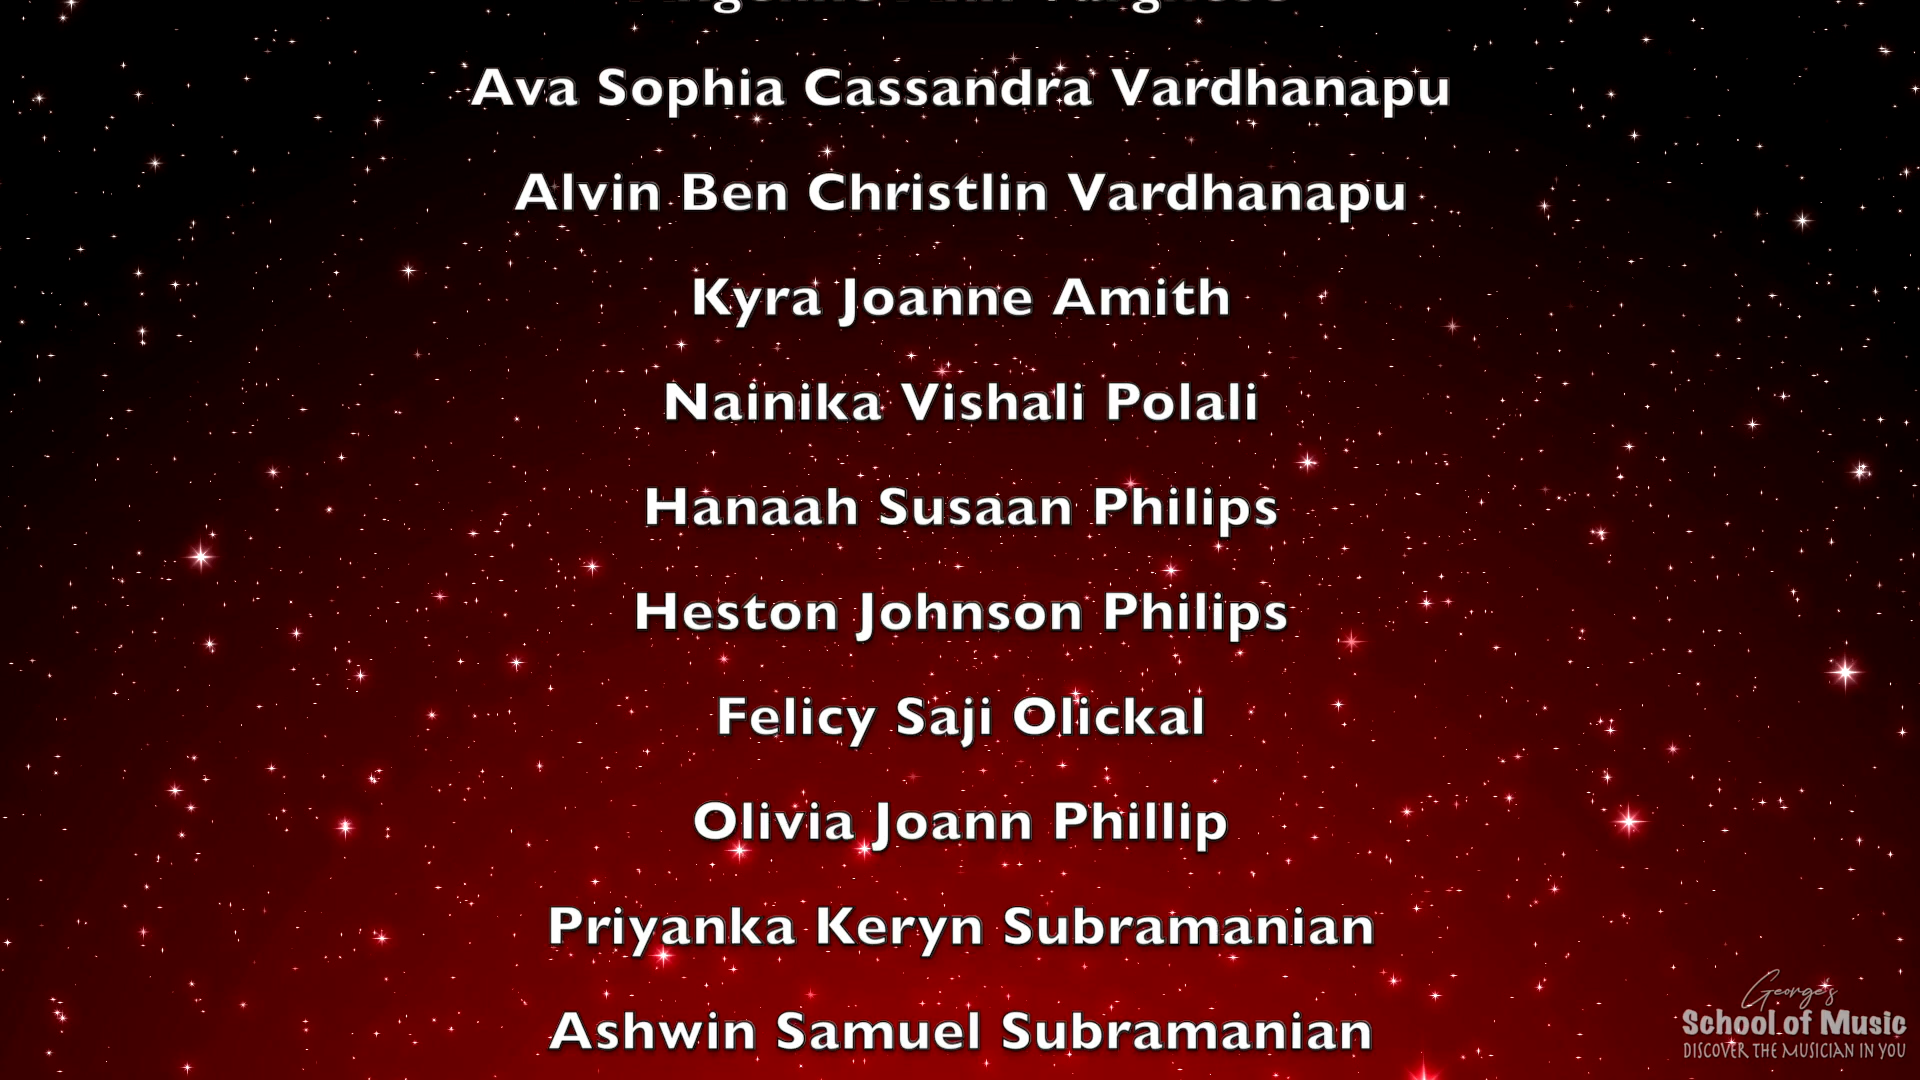 Ava Sophia Cassandra Vardhanapu
Alvin Ben Christlin Vardhanapu
Kyra Joanne Amith
Nainika Vishali Polali
Hanaah Susaan Philips
Heston Johnson Philips
Felicy Saji Olickal
Olivia Joann Phillip
Priyanka Keryn Subramanian
Ashwin Samuel Subramanian
George's
School of Music
DISCOVER THE MUSICIAN IN YOU